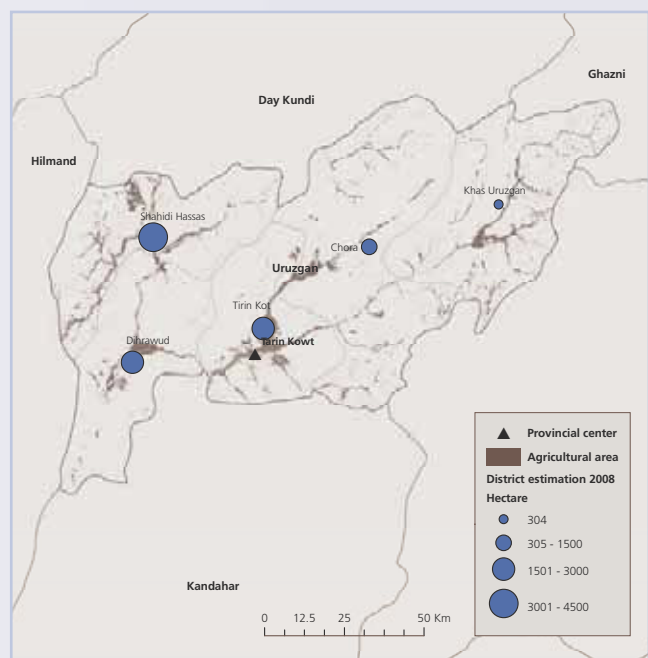 Ghazni
Day Kundi
Hilmand
Khas Uruzgan
Shahidi Hassas
Chora
Uruzgan
Tirin Kot
Tarin Kowt
Dihrawud
Provincial center
Agricultural area
District estimation 2008
Hectare
304
305 - 1500
1501 - 3000
3001 - 4500
Kandahar
0 12.5 25 50 Km